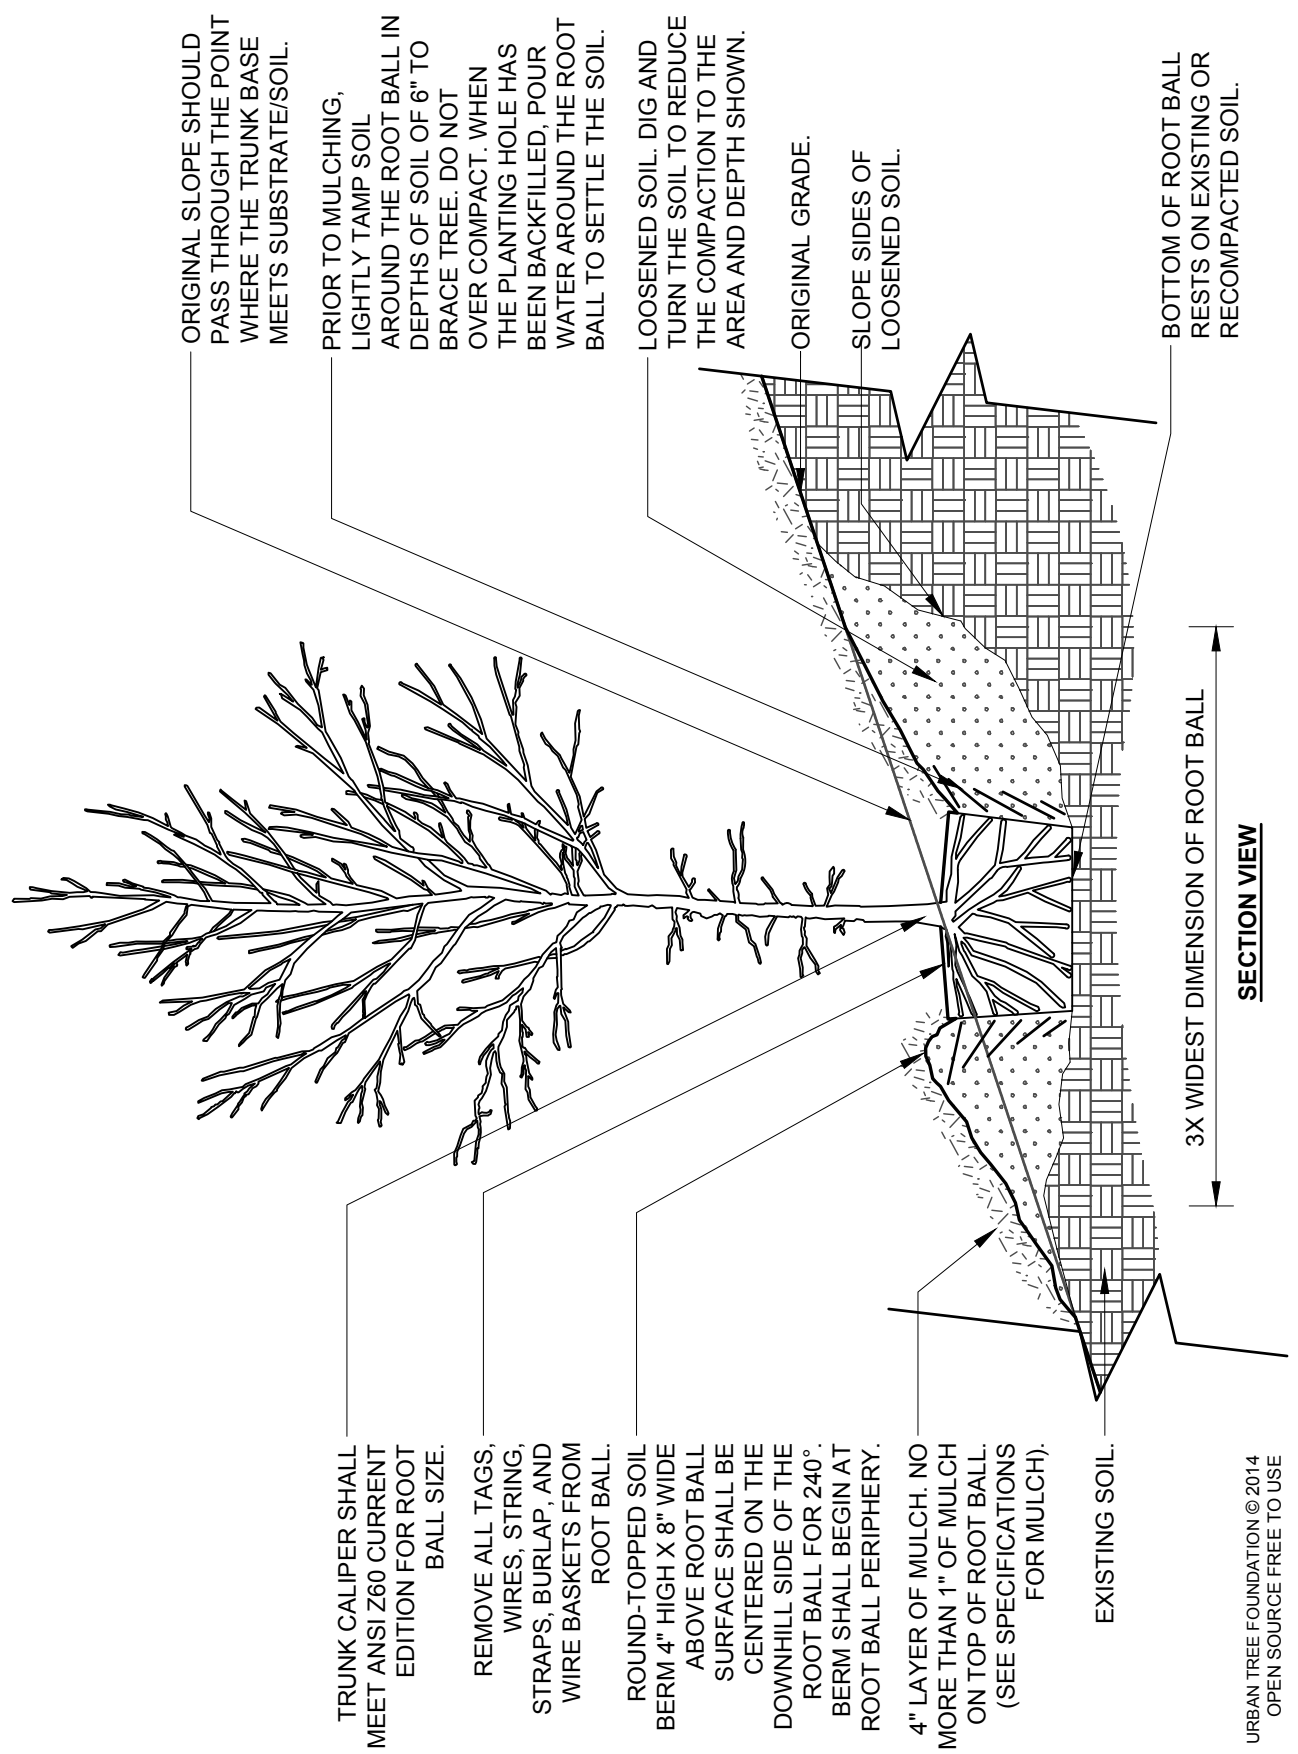 TRUNK CALIPER SHALL
MEET ANSI Z60 CURRENT
EDITION FOR ROOT
BALL SIZE.
REMOVE ALL TAGS,
WIRES, STRING,
STRAPS, BURLAP, AND
WIRE BASKETS FROM
ROOT BALL.
ROUND-TOPPED SOIL
BERM 4" HIGH X 8" WIDE
ABOVE ROOT BALL
SURFACE SHALL BE
CENTERED ON THE
DOWNHILL SIDE OF THE
ROOT BALL FOR 240°.
BERM SHALL BEGIN AT
ROOT BALL PERIPHERY.
4" LAYER OF MULCH. NO
MORE THAN 1" OF MULCH
ON TOP OF ROOT BALL.
(SEE SPECIFICATIONS
FOR MULCH).
EXISTING SOIL.
ORIGINAL SLOPE SHOULD
PASS THROUGH THE POINT
WHERE THE TRUNK BASE
MEETS SUBSTRATE/SOIL.
PRIOR TO MULCHING,
LIGHTLY TAMP SOIL
AROUND THE ROOT BALL IN
DEPTHS OF SOIL OF 6" TO
BRACE TREE. DO NOT
OVER COMPACT. WHEN
THE PLANTING HOLE HAS
BEEN BACKFILLED, POUR
WATER AROUND THE ROOT
BALL TO SETTLE THE SOIL.
LOOSENED SOIL. DIG AND
TURN THE SOIL TO REDUCE
THE COMPACTION TO THE
AREA AND DEPTH SHOWN.
ORIGINAL GRADE.
SLOPE SIDES OF
LOOSENED SOIL.
BOTTOM OF ROOT BALL
RESTS ON EXISTING OR
RECOMPACTED SOIL.
3X WIDEST DIMENSION OF ROOT BALL
SECTION VIEW
URBAN TREE FOUNDATION © 2014
OPEN SOURCE FREE TO USE